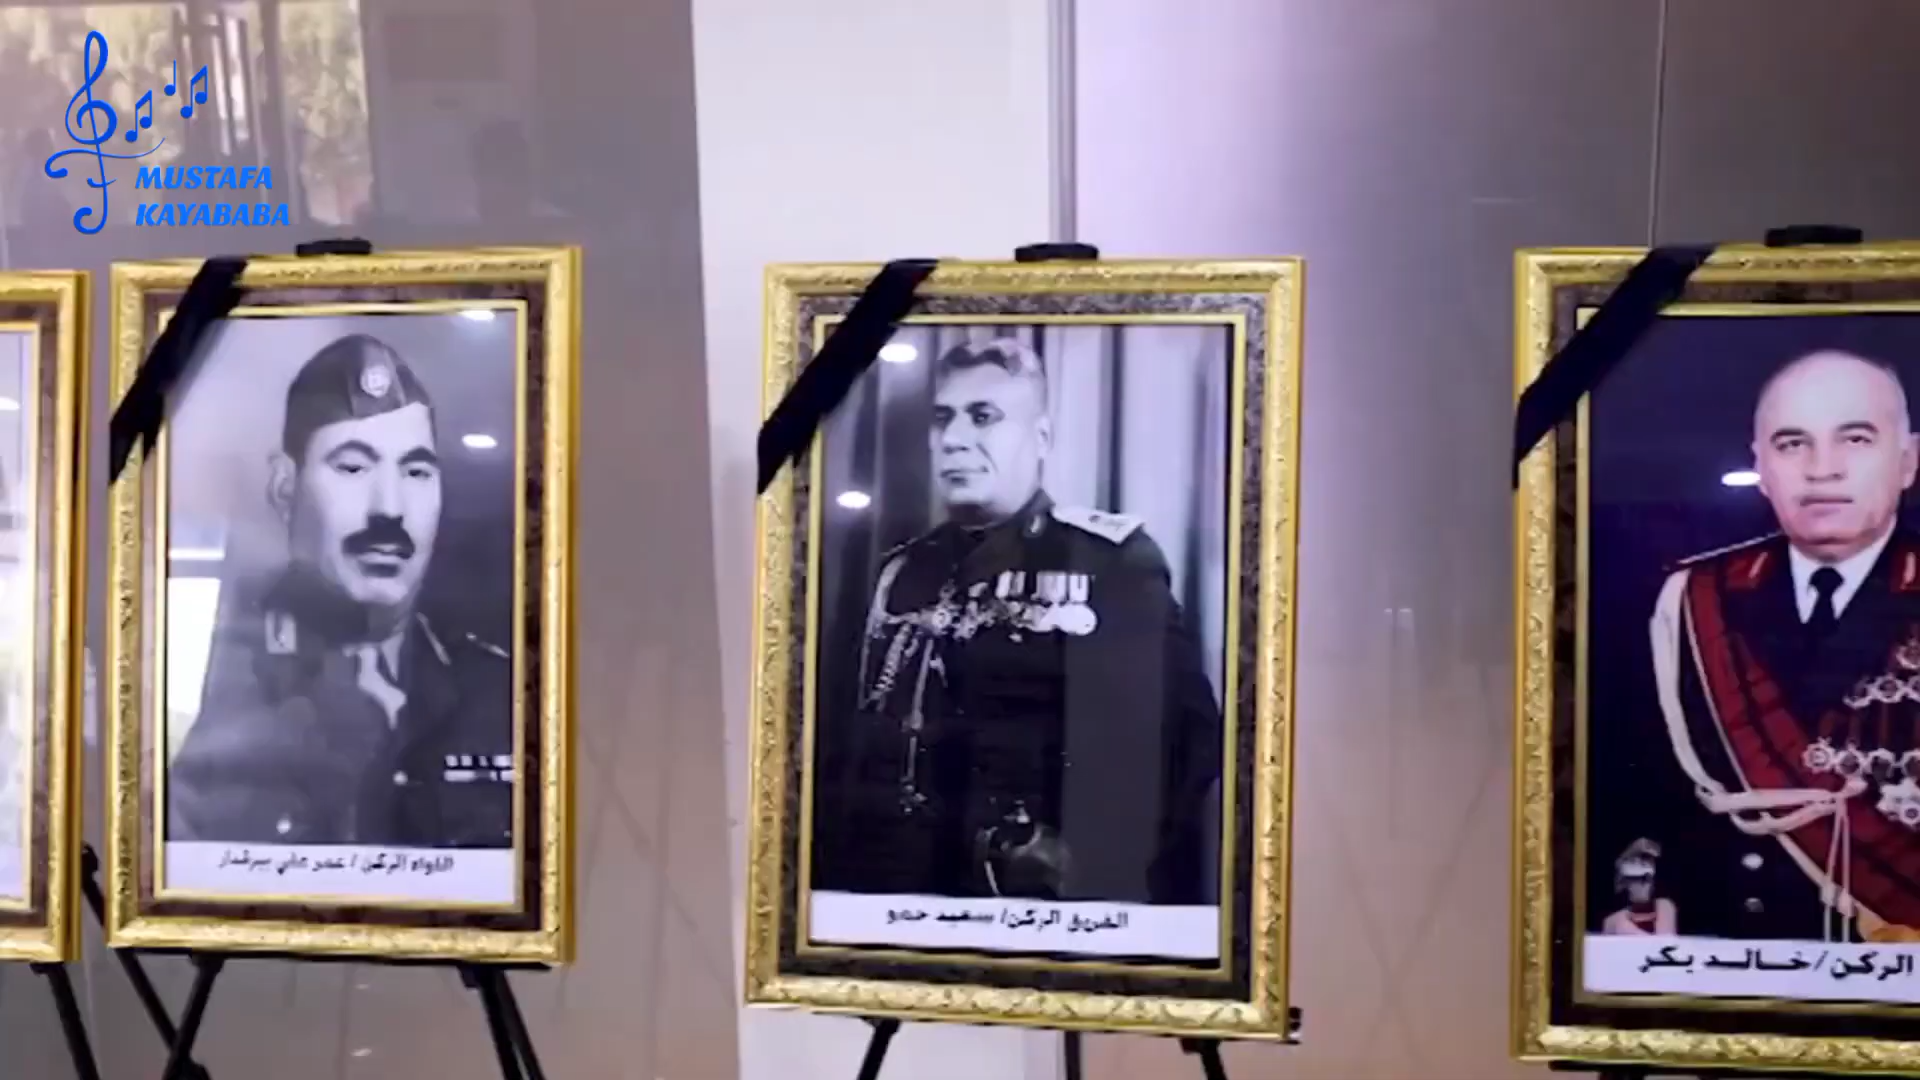 MUSTAFA
KAYABABA
اللواء الركن / عمر علي بيرقدار
الفريق الركن/ سعيد حمو
الركن/خالد بكر